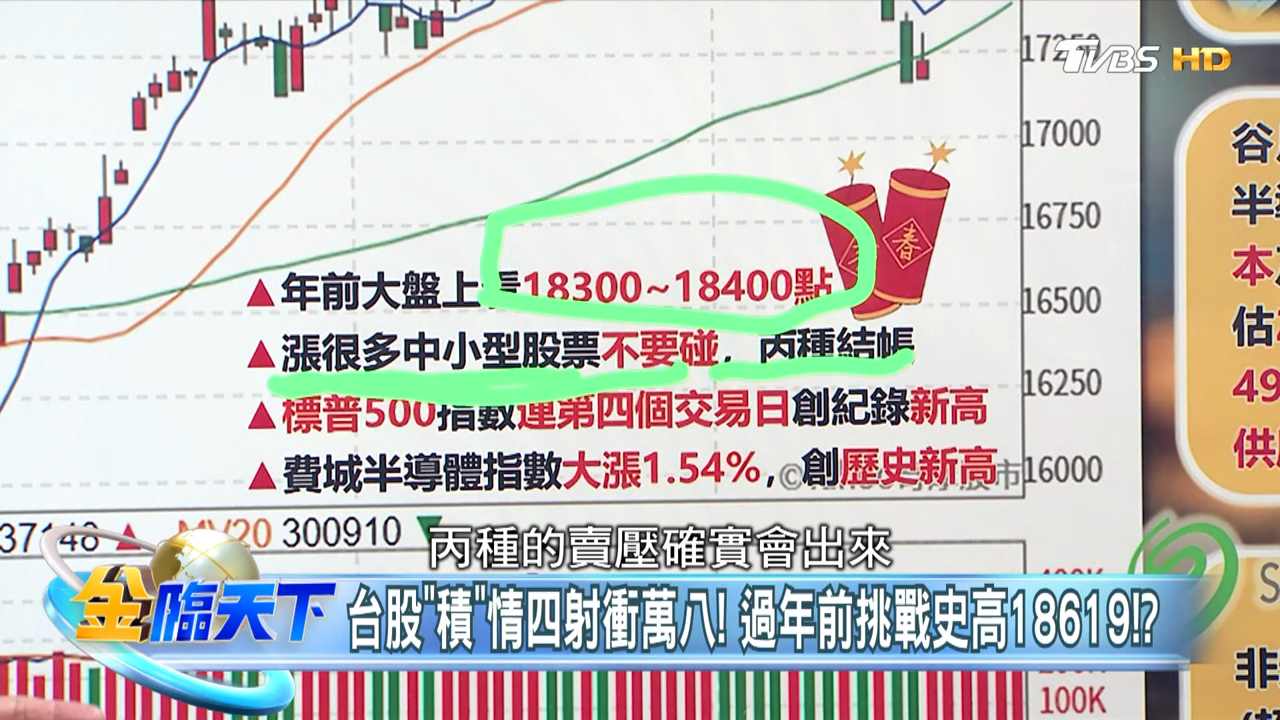 TVBS HD
17250
17000
16750
16500
16250
16000
春
▲年前大盤上看18300~18400點
▲漲很多中小型股票不要碰，丙種結帳
▲標普500指數連第四個交易日創紀錄新高
▲費城半導體指數大漲1.54%，創歷史新高
▲ MV20 300910 ▼
丙種的賣壓確實會出來
金臨天下
台股"積"情四射衝萬八! 過年前挑戰史高18619!?
100K
谷
半
本
估
49
供
S
非